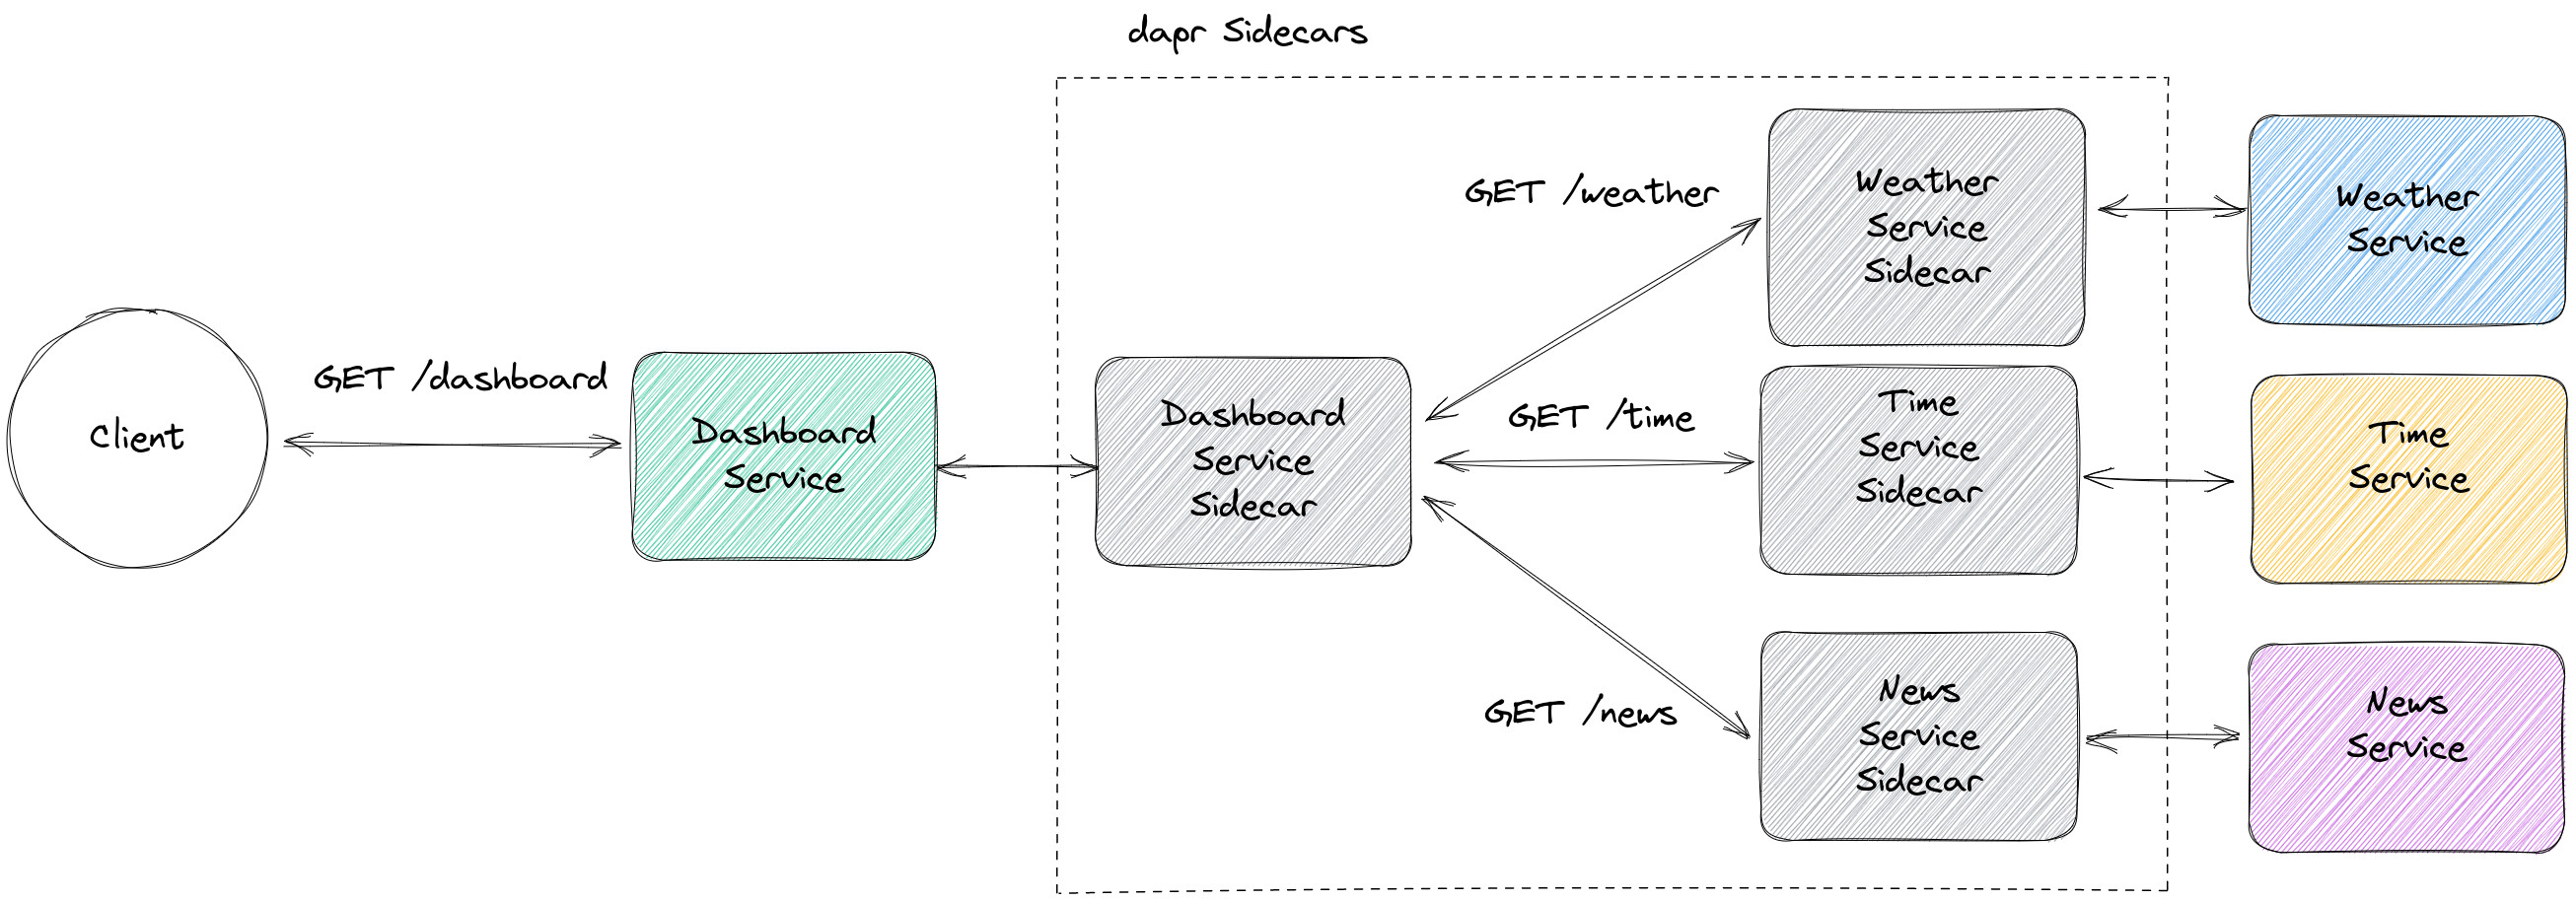 dapr Sidecars
Client
GET /dashboard
Dashboard
Service
Dashboard
Service
Sidecar
GET /weather
GET /time
GET /news
Weather
Service
Sidecar
Time
Service
Sidecar
News
Service
Sidecar
Weather
Service
Time
Service
News
Service